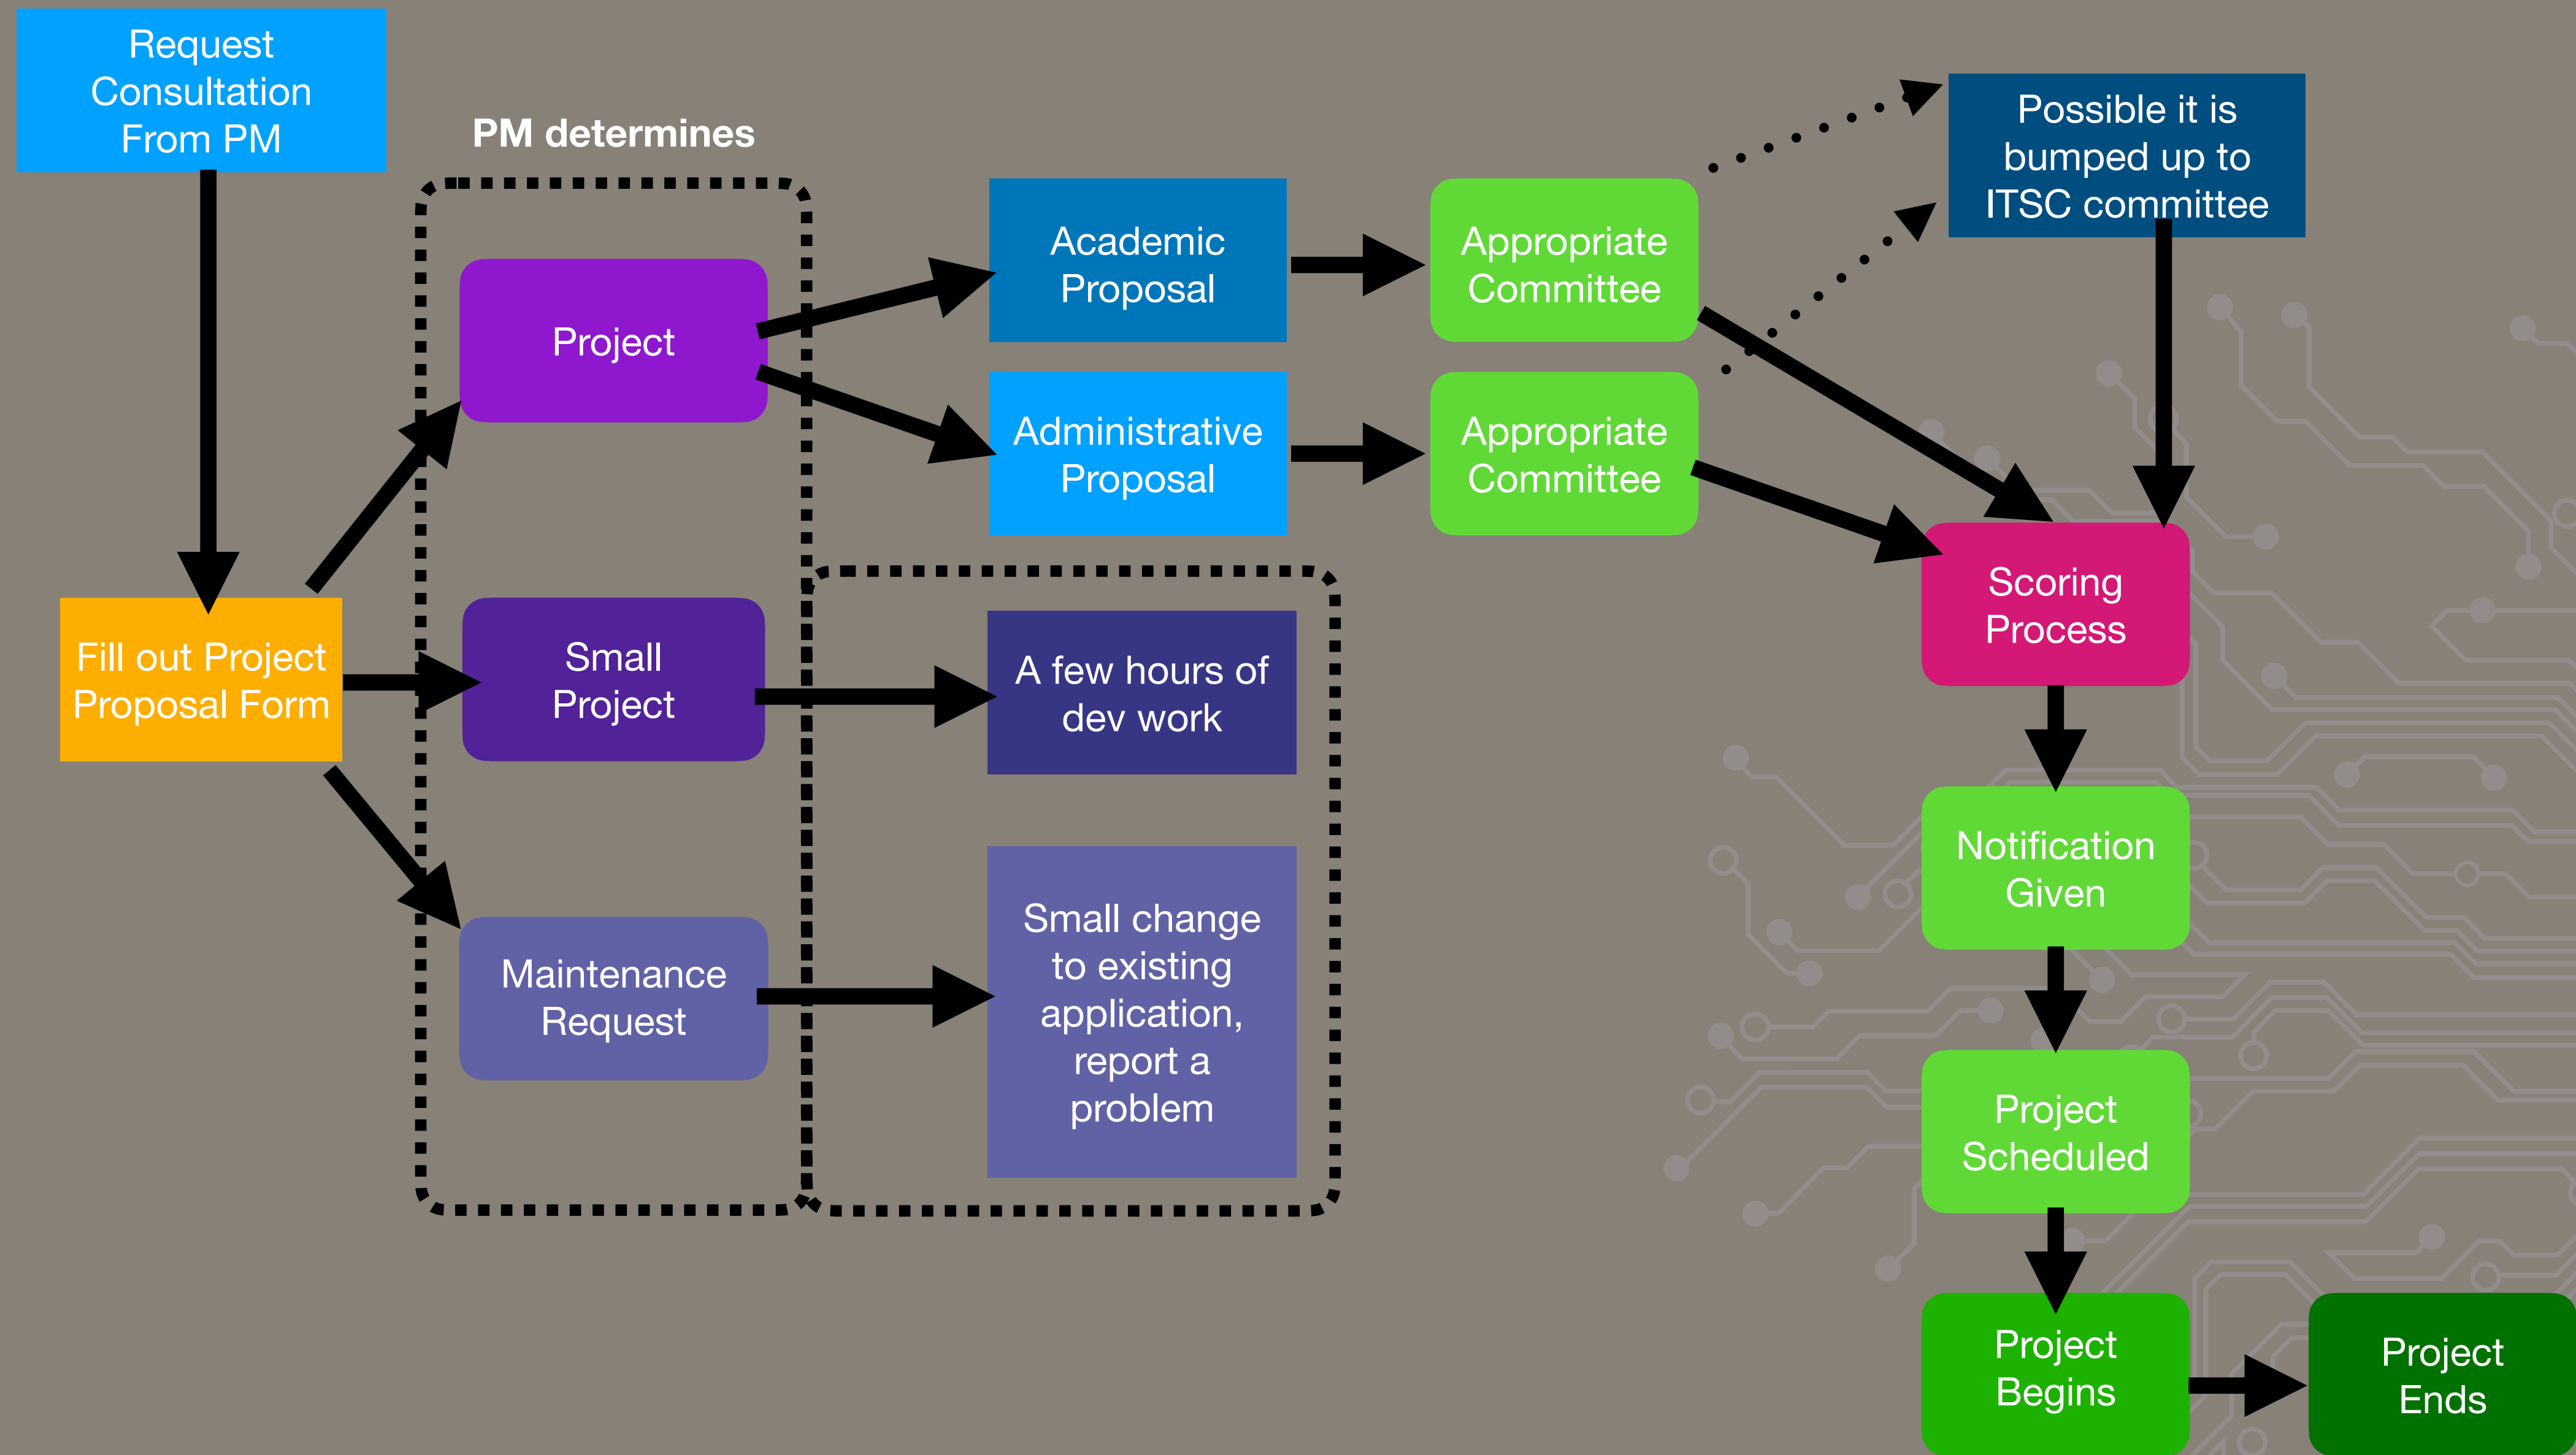 Request
Consultation
From PM
PM determines
Possible it is
bumped up to
ITSC committee
Project
Academic
Proposal
Appropriate
Committee
Administrative
Proposal
Appropriate
Committee
Fill out Project
Proposal Form
Small
Project
A few hours of
dev work
Scoring
Process
Maintenance
Request
Small change
to existing
application,
report a
problem
Notification
Given
Project
Scheduled
Project
Begins
Project
Ends